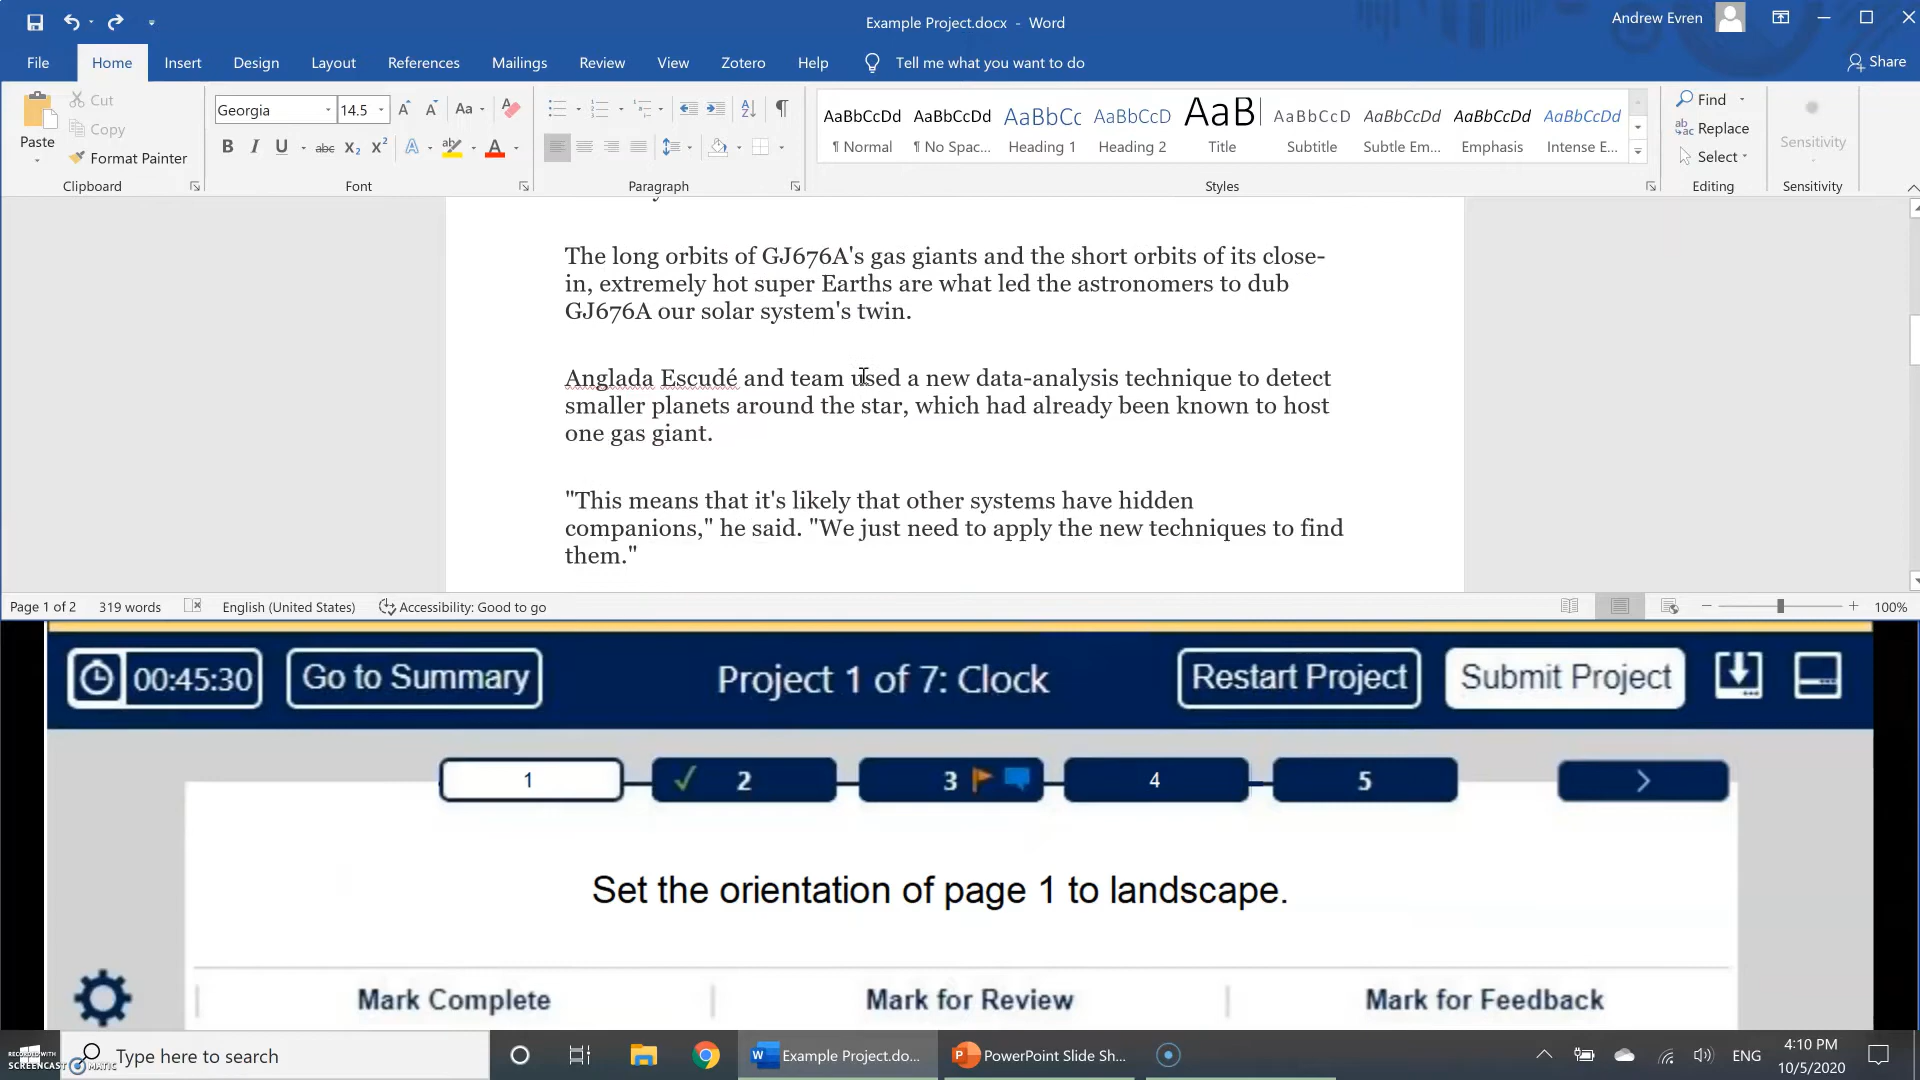 Example Project.docx - Word
Andrew Evren
File
Home
Insert
Design
Layout
References
Mailings
Review
View
Zotero
Help
Tell me what you want to do
Share
Paste
Cut
Copy
Format Painter
Clipboard
Georgia
14.5
Aa
B
I
U
abc
X2
X2
A
ab
A
Font
Paragraph
AaBbCcDd
¶ Normal
AaBbCcDd
¶ No Spac...
AaBbCc
Heading 1
AaBbCcD
Heading 2
AaB
Title
AaBbCcD
Subtitle
AaBbCcDd
Subtle Em...
AaBbCcDd
Emphasis
AaBbCcDd
Intense E...
Styles
Find
Replace
Select
Editing
Sensitivity
Sensitivity
The long orbits of GJ676A's gas giants and the short orbits of its close-
in, extremely hot super Earths are what led the astronomers to dub
GJ676A our solar system's twin.
Anglada Escudé and team used a new data-analysis technique to detect
smaller planets around the star, which had already been known to host
one gas giant.
"This means that it's likely that other systems have hidden
companions," he said. "We just need to apply the new techniques to find
them."
Page 1 of 2
319 words
English (United States)
Accessibility: Good to go
100%
00:45:30
Go to Summary
Project 1 of 7: Clock
Restart Project
Submit Project
1
2
3
4
5
Set the orientation of page 1 to landscape.
Mark Complete
Mark for Review
Mark for Feedback
RECORDED WITH
SCREENCAST
MATIC
Type here to search
Example Project.do...
PowerPoint Slide Sh...
ENG
4:10 PM
10/5/2020